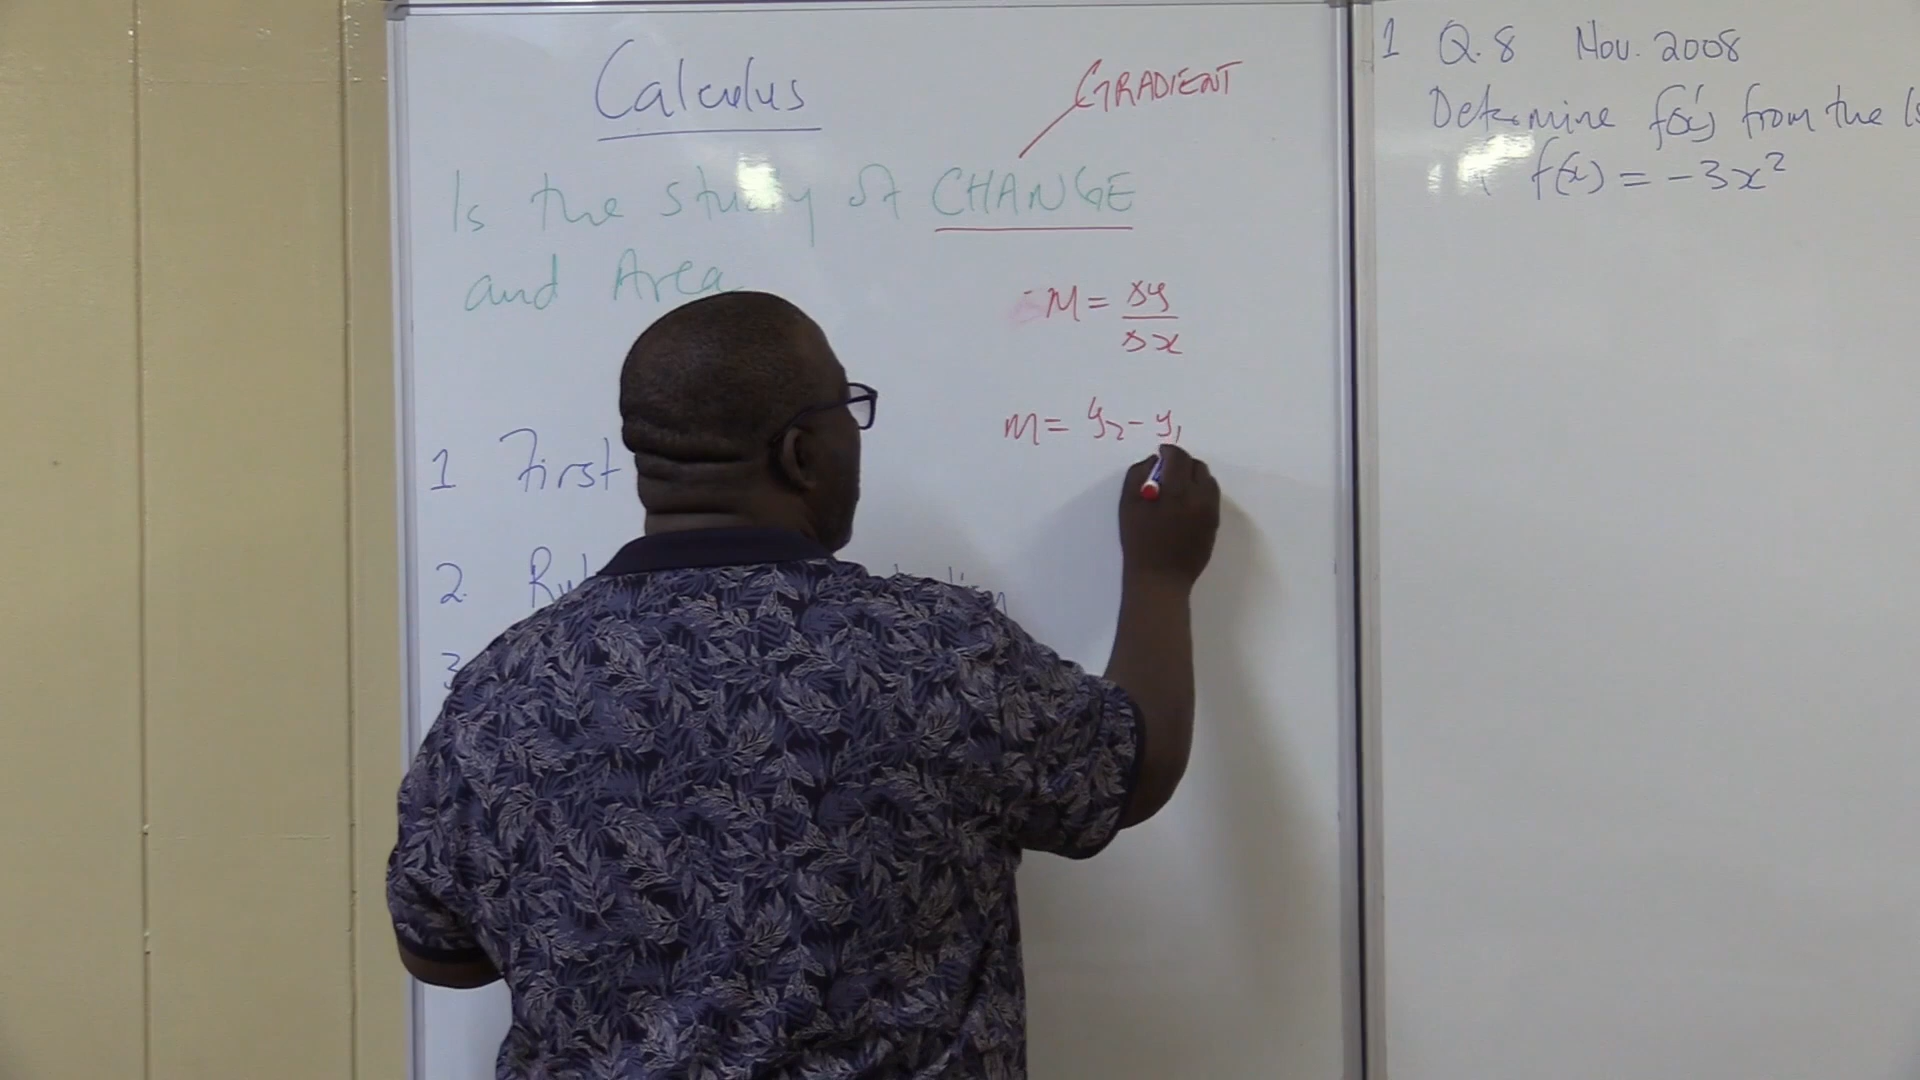 Calculus
GRADIENT
Is the study of CHANGE
and Area
M = Δy
Δx
m = y₂ - y₁
1 First
2.
3
1 Q.8 Nov. 2008
Determine f(x)' from the
f(x) = -3x²